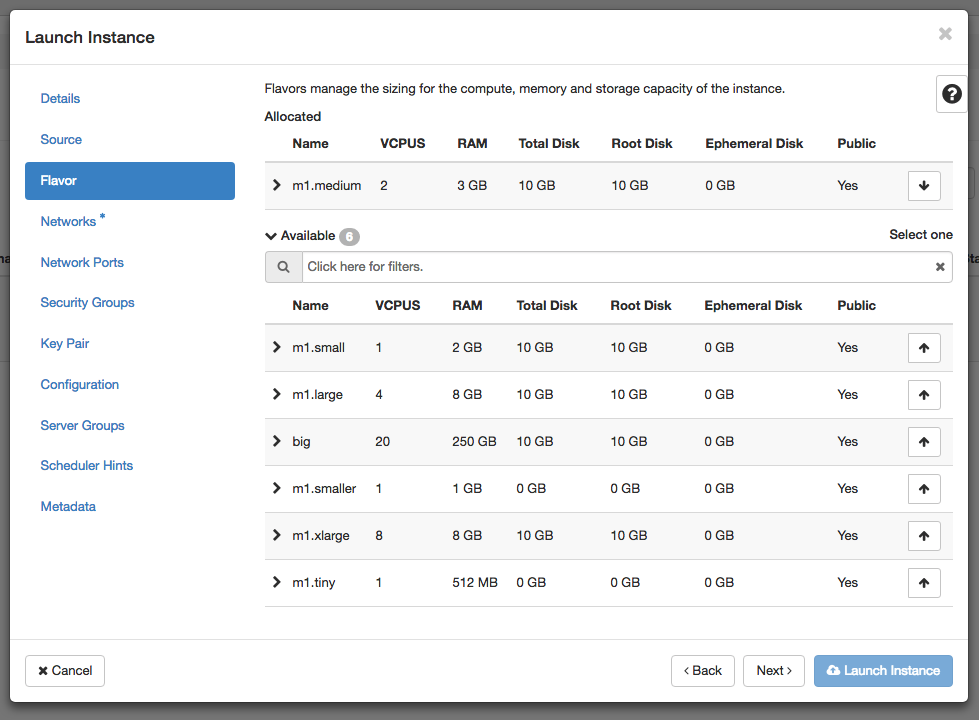 Launch Instance
Details
Source
Flavor
Networks *
Network Ports
Security Groups
Key Pair
Configuration
Server Groups
Scheduler Hints
Metadata
Flavors manage the sizing for the compute, memory and storage capacity of the instance.
Allocated
Name VCPUS RAM Total Disk Root Disk Ephemeral Disk Public
m1.medium 2 3 GB 10 GB 10 GB 0 GB Yes
Available 6 Select one
Click here for filters.
Name VCPUS RAM Total Disk Root Disk Ephemeral Disk Public
m1.small 1 2 GB 10 GB 10 GB 0 GB Yes
m1.large 4 8 GB 10 GB 10 GB 0 GB Yes
big 20 250 GB 10 GB 10 GB 0 GB Yes
m1.smaller 1 1 GB 0 GB 0 GB 0 GB Yes
m1.xlarge 8 8 GB 10 GB 10 GB 0 GB Yes
m1.tiny 1 512 MB 0 GB 0 GB 0 GB Yes
Cancel
‹ Back
Next ›
Launch Instance